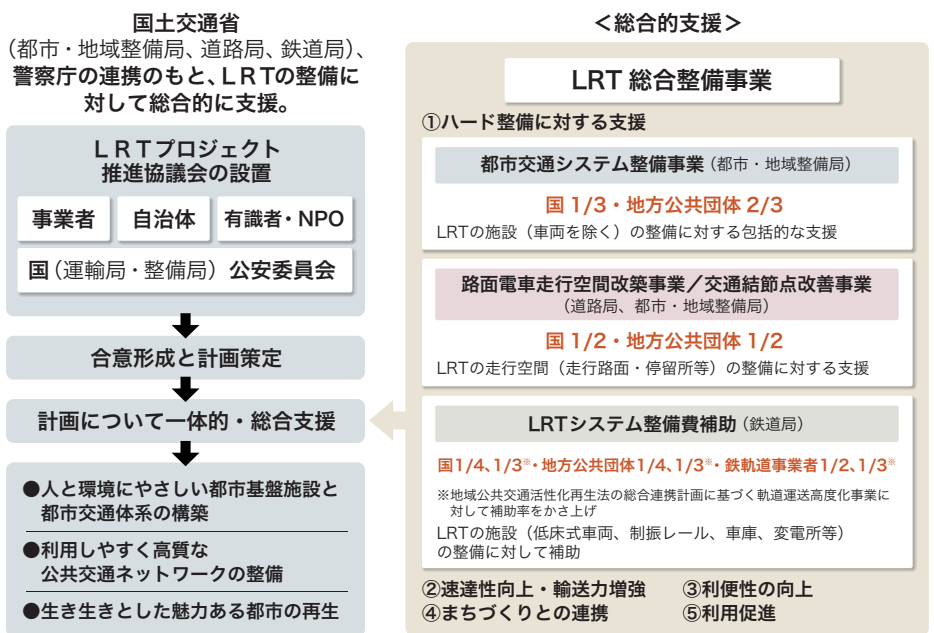 国土交通省
（都市・地域整備局、道路局、鉄道局）、
警察庁の連携のもと、ＬＲＴの整備に
対して総合的に支援。
ＬＲＴプロジェクト
推進協議会の設置
事業者
自治体
有識者・NPO
国（運輸局・整備局）公安委員会
合意形成と計画策定
計画について一体的・総合支援
●人と環境にやさしい都市基盤施設と
都市交通体系の構築
●利用しやすく高質な
公共交通ネットワークの整備
●生き生きとした魅力ある都市の再生
＜総合的支援＞
LRT 総合整備事業
①ハード整備に対する支援
都市交通システム整備事業（都市・地域整備局）
国 1/3・地方公共団体 2/3
LRTの施設（車両を除く）の整備に対する包括的な支援
路面電車走行空間改築事業／交通結節点改善事業
（道路局、都市・地域整備局）
国 1/2・地方公共団体 1/2
LRTの走行空間（走行路面・停留所等）の整備に対する支援
LRTシステム整備費補助（鉄道局）
国1/4、1/3※・地方公共団体1/4、1/3※・鉄軌道事業者1/2、1/3※
※地域公共交通活性化再生法の総合連携計画に基づく軌道運送高度化事業に
対して補助率をかさ上げ
LRTの施設（低床式車両、制振レール、車庫、変電所等）
の整備に対して補助
②速達性向上・輸送力増強　③利便性の向上
④まちづくりとの連携　⑤利用促進